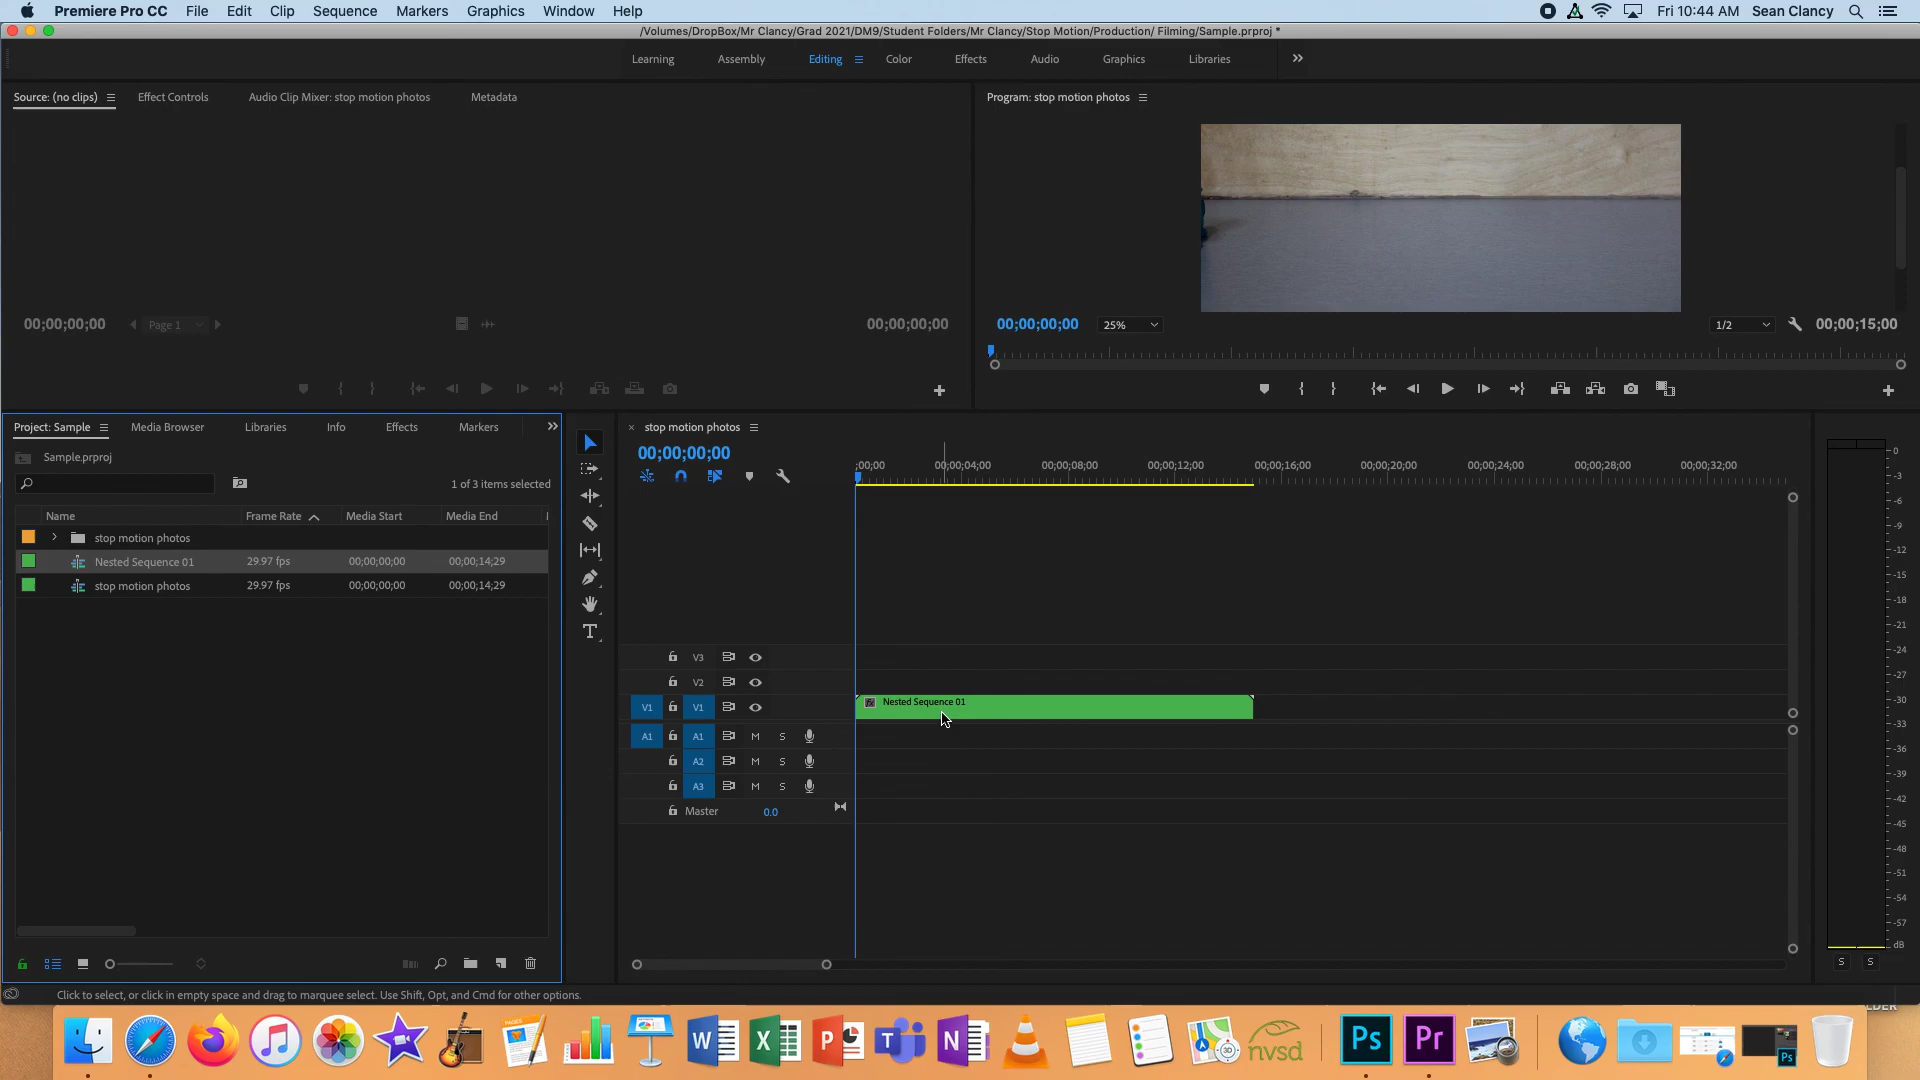 Premiere Pro CC File Edit Clip Sequence Markers Graphics Window Help Fri 10:44 AM Sean Clancy
/Volumes/DropBox/Mr Clancy/Grad 2021/DM9/Student Folders/Mr Clancy/Stop Motion/Production/ Filming/Sample.prproj *
Learning Assembly Editing Color Effects Audio Graphics Libraries
Source: (no clips) Effect Controls Audio Clip Mixer: stop motion photos Metadata Program: stop motion photos
00;00;00;00 Page 1 00;00;00;00 00;00;00;00 25% 1/2 00;00;15;00
Project: Sample Media Browser Libraries Info Effects Markers × stop motion photos
Sample.prproj 00;00;00;00
1 of 3 items selected
;00;00 00;00;04;00 00;00;08;00 00;00;12;00 00;00;16;00 00;00;20;00 00;00;24;00 00;00;28;00 00;00;32;00
Name Frame Rate Media Start Media End
stop motion photos
Nested Sequence 01 29.97 fps 00;00;00;00 00;00;14;29
stop motion photos 29.97 fps 00;00;00;00 00;00;14;29
T
V3
V2
V1 V1 fx Nested Sequence 01
A1 A1 M S
A2 M S
A3 M S
Master 0.0
0
-3
-6
-9
-12
-15
-18
-21
-24
-27
-30
-33
-36
-39
-42
-45
-48
-51
-54
-57
dB
S S
Click to select, or click in empty space and drag to marquee select. Use Shift, Opt, and Cmd for other options.
W X P T N 3D nvsd Ps Pr Ps